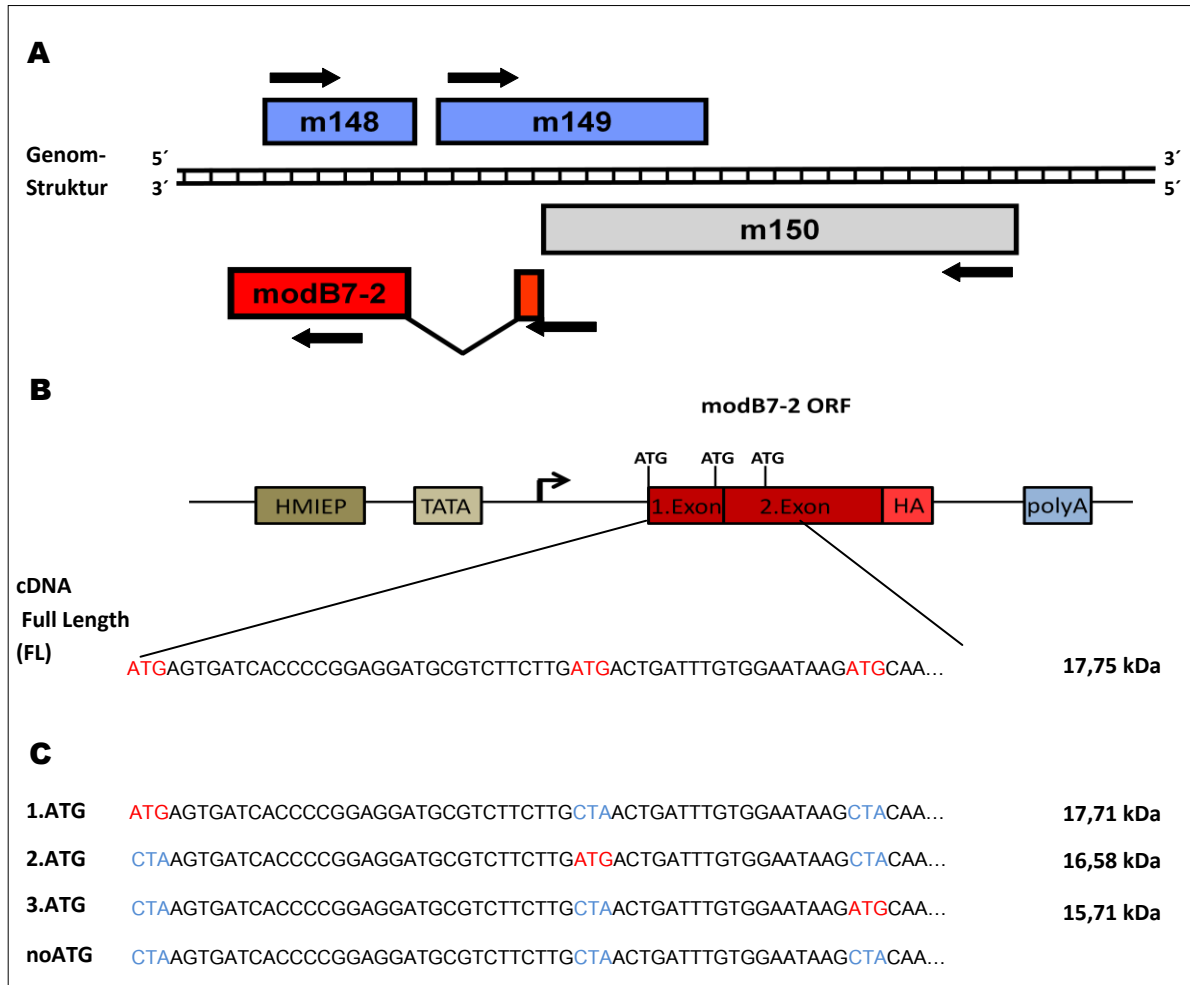 A
m148 m149
Genom- 5´ 3´
Struktur 3´ 5´
m150
modB7-2
B
modB7-2 ORF
ATG ATG ATG
HMIEP TATA 1.Exon 2.Exon HA polyA
cDNA
Full Length
(FL)
ATGAGTGATCACCCCGGAGGATGCGTCTTCTTGATGACTGATTTGTGGAATAAGATGCAA... 17,75 kDa
C
1.ATG ATGAGTGATCACCCCGGAGGATGCGTCTTCTTGCTAACTGATTTGTGGAATAAGCTACAA... 17,71 kDa
2.ATG CTAAGTGATCACCCCGGAGGATGCGTCTTCTTGATGACTGATTTGTGGAATAAGCTACAA... 16,58 kDa
3.ATG CTAAGTGATCACCCCGGAGGATGCGTCTTCTTGCTAACTGATTTGTGGAATAAGATGCAA... 15,71 kDa
noATG CTAAGTGATCACCCCGGAGGATGCGTCTTCTTGCTAACTGATTTGTGGAATAAGCTACAA...